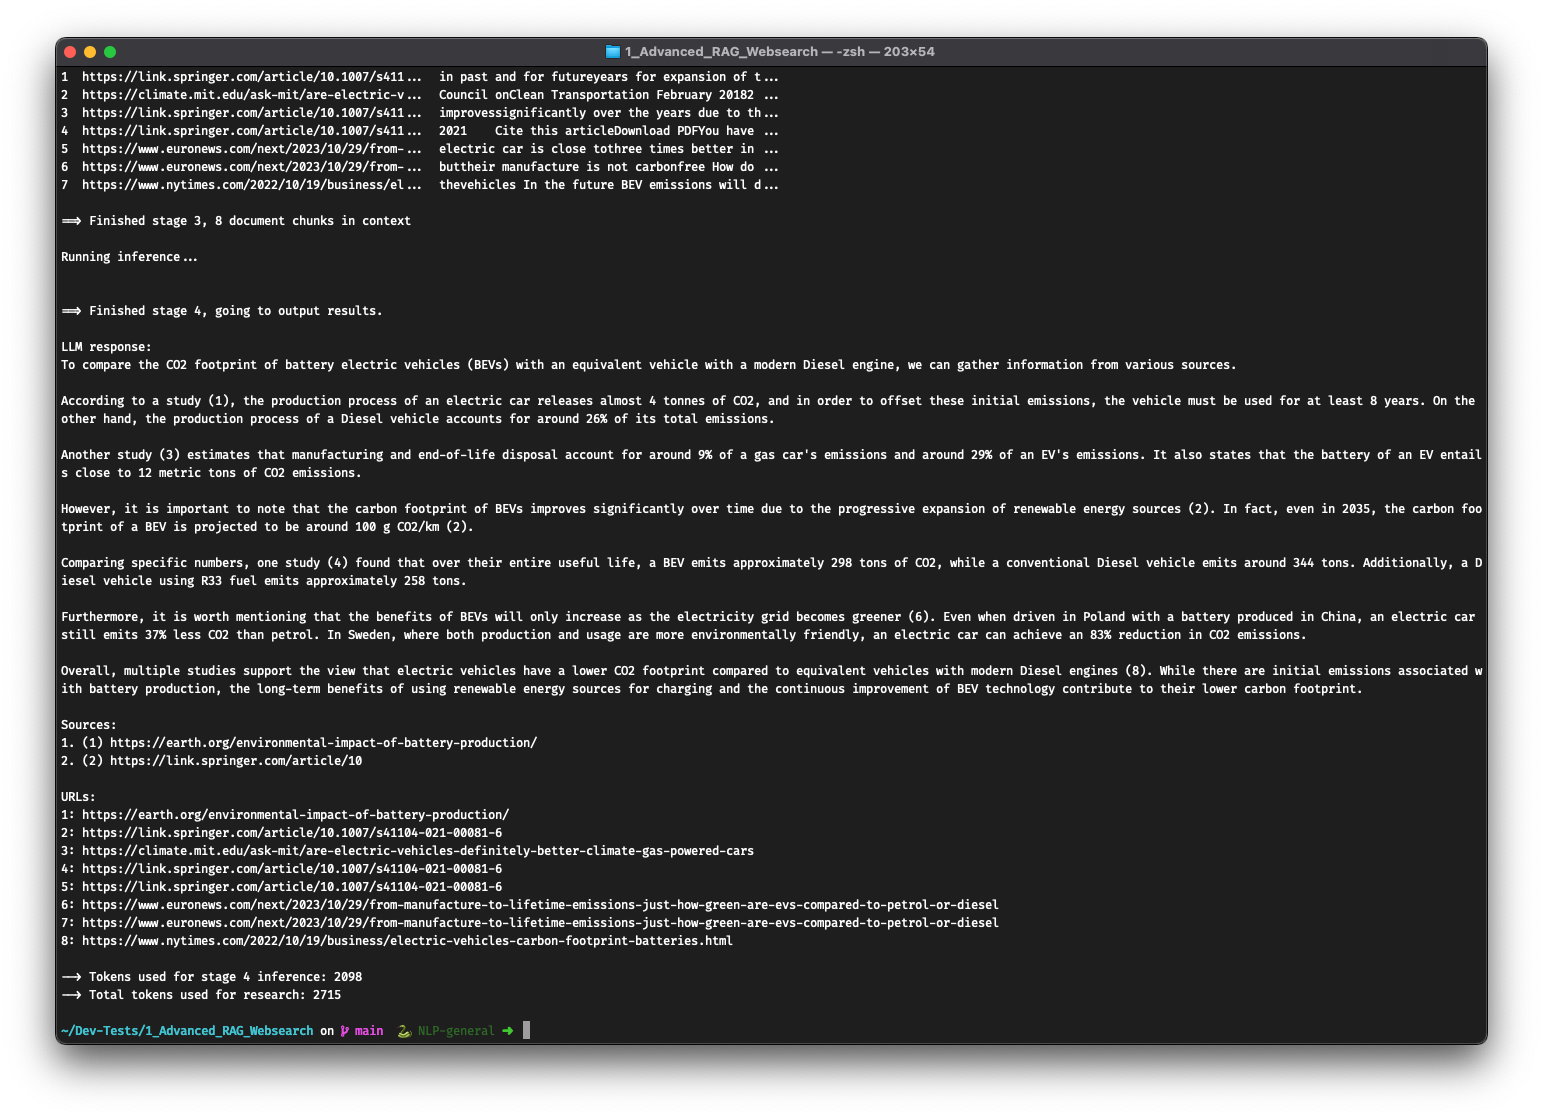 1_Advanced_RAG_Websearch — -zsh — 203×54
1 https://link.springer.com/article/10.1007/s411... in past and for futureyears for expansion of t...
2 https://climate.mit.edu/ask-mit/are-electric-v... Council onClean Transportation February 20182 ...
3 https://link.springer.com/article/10.1007/s411... improvessignificantly over the years due to th...
4 https://link.springer.com/article/10.1007/s411... 2021    Cite this articleDownload PDFYou have ...
5 https://www.euronews.com/next/2023/10/29/from-... electric car is close tothree times better in ...
6 https://www.euronews.com/next/2023/10/29/from-... buttheir manufacture is not carbonfree How do ...
7 https://www.nytimes.com/2022/10/19/business/el... thevehicles In the future BEV emissions will d...
==> Finished stage 3, 8 document chunks in context
Running inference...
==> Finished stage 4, going to output results.
LLM response:
To compare the CO2 footprint of battery electric vehicles (BEVs) with an equivalent vehicle with a modern Diesel engine, we can gather information from various sources.
According to a study (1), the production process of an electric car releases almost 4 tonnes of CO2, and in order to offset these initial emissions, the vehicle must be used for at least 8 years. On the
other hand, the production process of a Diesel vehicle accounts for around 26% of its total emissions.
Another study (3) estimates that manufacturing and end-of-life disposal account for around 9% of a gas car's emissions and around 29% of an EV's emissions. It also states that the battery of an EV entail
s close to 12 metric tons of CO2 emissions.
However, it is important to note that the carbon footprint of BEVs improves significantly over time due to the progressive expansion of renewable energy sources (2). In fact, even in 2035, the carbon foo
tprint of a BEV is projected to be around 100 g CO2/km (2).
Comparing specific numbers, one study (4) found that over their entire useful life, a BEV emits approximately 298 tons of CO2, while a conventional Diesel vehicle emits around 344 tons. Additionally, a D
iesel vehicle using R33 fuel emits approximately 258 tons.
Furthermore, it is worth mentioning that the benefits of BEVs will only increase as the electricity grid becomes greener (6). Even when driven in Poland with a battery produced in China, an electric car
still emits 37% less CO2 than petrol. In Sweden, where both production and usage are more environmentally friendly, an electric car can achieve an 83% reduction in CO2 emissions.
Overall, multiple studies support the view that electric vehicles have a lower CO2 footprint compared to equivalent vehicles with modern Diesel engines (8). While there are initial emissions associated w
ith battery production, the long-term benefits of using renewable energy sources for charging and the continuous improvement of BEV technology contribute to their lower carbon footprint.
Sources:
1. (1) https://earth.org/environmental-impact-of-battery-production/
2. (2) https://link.springer.com/article/10
URLs:
1: https://earth.org/environmental-impact-of-battery-production/
2: https://link.springer.com/article/10.1007/s41104-021-00081-6
3: https://climate.mit.edu/ask-mit/are-electric-vehicles-definitely-better-climate-gas-powered-cars
4: https://link.springer.com/article/10.1007/s41104-021-00081-6
5: https://link.springer.com/article/10.1007/s41104-021-00081-6
6: https://www.euronews.com/next/2023/10/29/from-manufacture-to-lifetime-emissions-just-how-green-are-evs-compared-to-petrol-or-diesel
7: https://www.euronews.com/next/2023/10/29/from-manufacture-to-lifetime-emissions-just-how-green-are-evs-compared-to-petrol-or-diesel
8: https://www.nytimes.com/2022/10/19/business/electric-vehicles-carbon-footprint-batteries.html
--> Tokens used for stage 4 inference: 2098
--> Total tokens used for research: 2715
~/Dev-Tests/1_Advanced_RAG_Websearch on main NLP-general ➜